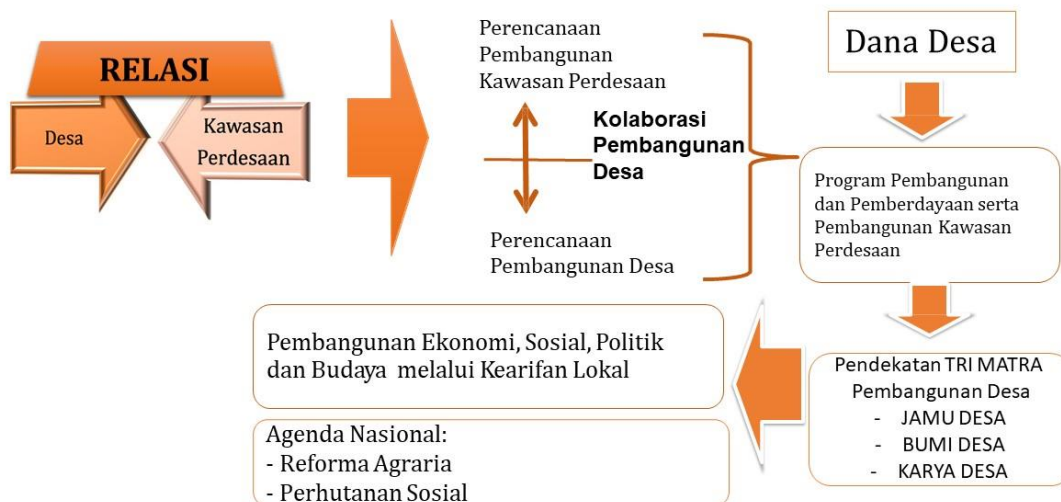 RELASI
Desa
Kawasan
Perdesaan
Perencanaan
Pembangunan
Kawasan Perdesaan
Kolaborasi
Pembangunan
Desa
Perencanaan
Pembangunan Desa
Dana Desa
Program Pembangunan
dan Pemberdayaan serta
Pembangunan Kawasan
Perdesaan
Pendekatan TRI MATRA
Pembangunan Desa
- JAMU DESA
- BUMI DESA
- KARYA DESA
Pembangunan Ekonomi, Sosial, Politik
dan Budaya melalui Kearifan Lokal
Agenda Nasional:
- Reforma Agraria
- Perhutanan Sosial